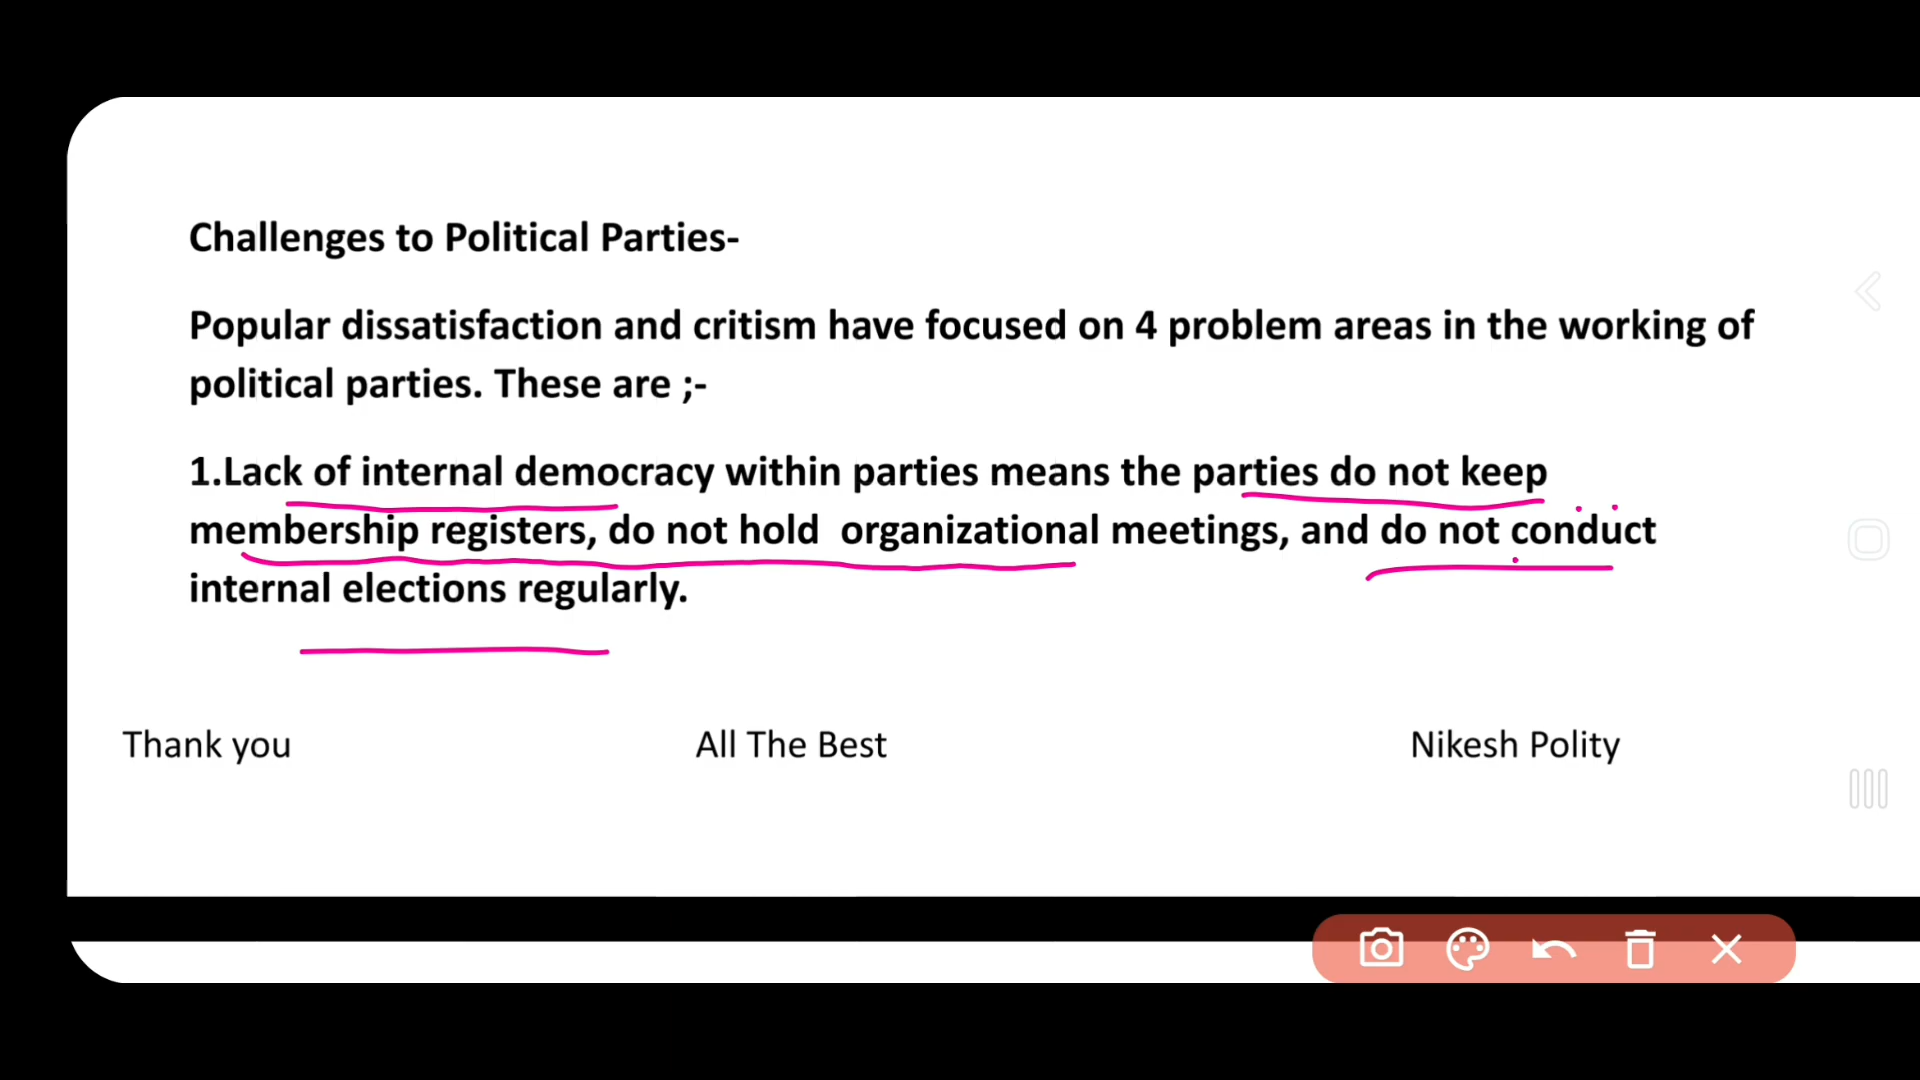 Challenges to Political Parties-
Popular dissatisfaction and critism have focused on 4 problem areas in the working of
political parties. These are ;-
1.Lack of internal democracy within parties means the parties do not keep
membership registers, do not hold  organizational meetings, and do not conduct
internal elections regularly.
Thank you All The Best Nikesh Polity